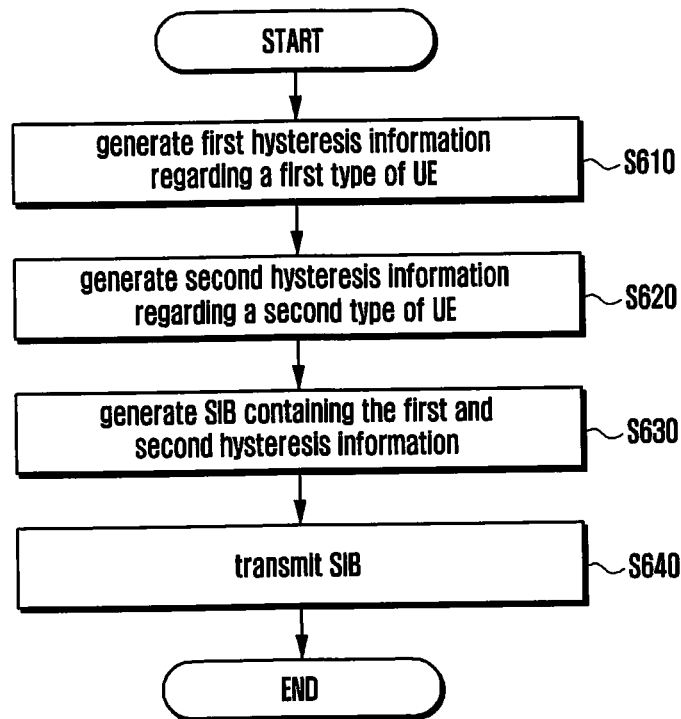 START
generate first hysteresis information
regarding a first type of UE
S610
generate second hysteresis information
regarding a second type of UE
S620
generate SIB containing the first and
second hysteresis information
S630
transmit SIB
S640
END